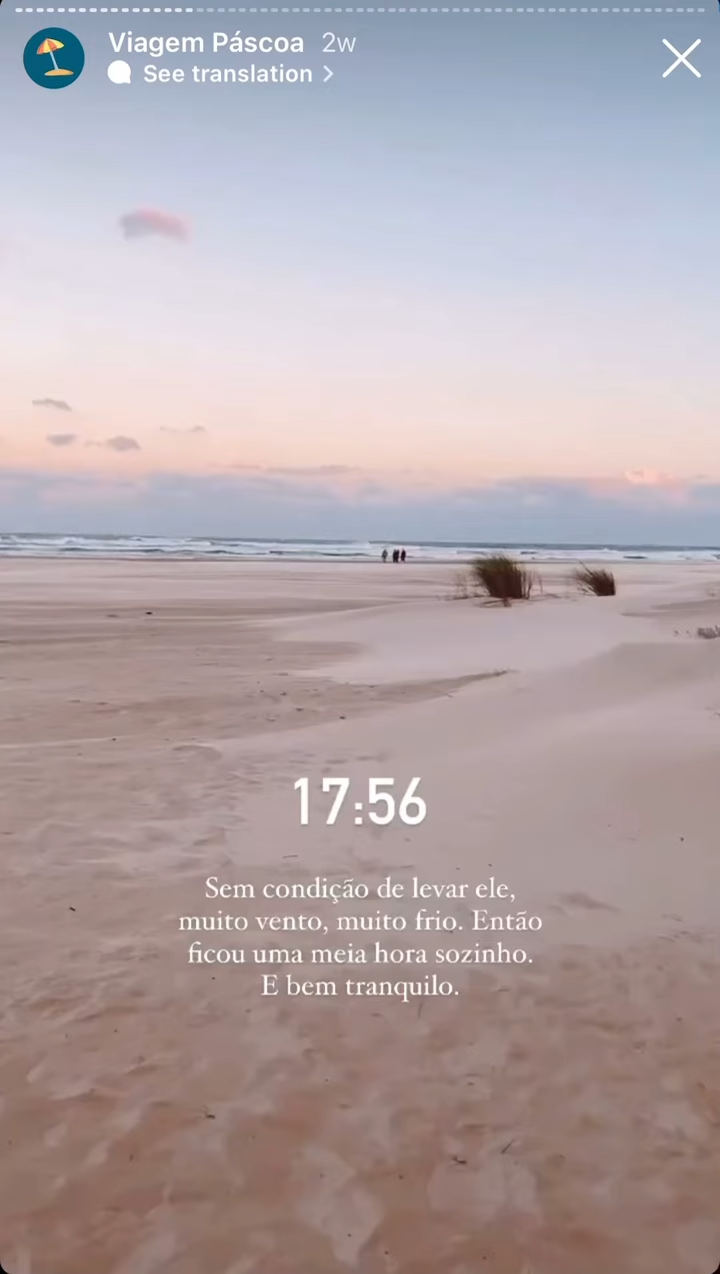 Viagem Páscoa 2w
See translation >
17:56
Sem condição de levar ele,
muito vento, muito frio. Então
ficou uma meia hora sozinho.
E bem tranquilo.